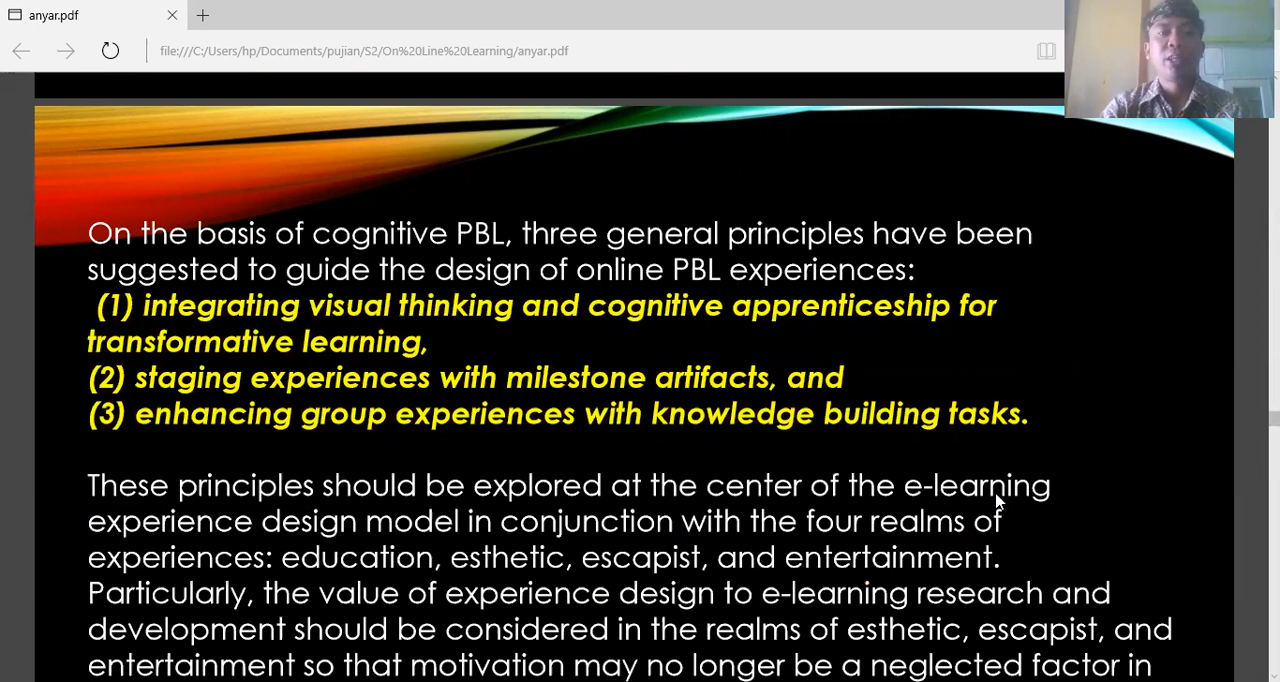 anyar.pdf
file:///C:/Users/hp/Documents/pujian/S2/On%20Line%20Learning/anyar.pdf
On the basis of cognitive PBL, three general principles have been
suggested to guide the design of online PBL experiences:
(1) integrating visual thinking and cognitive apprenticeship for
transformative learning,
(2) staging experiences with milestone artifacts, and
(3) enhancing group experiences with knowledge building tasks.
These principles should be explored at the center of the e-learning
experience design model in conjunction with the four realms of
experiences: education, esthetic, escapist, and entertainment.
Particularly, the value of experience design to e-learning research and
development should be considered in the realms of esthetic, escapist, and
entertainment so that motivation may no longer be a neglected factor in